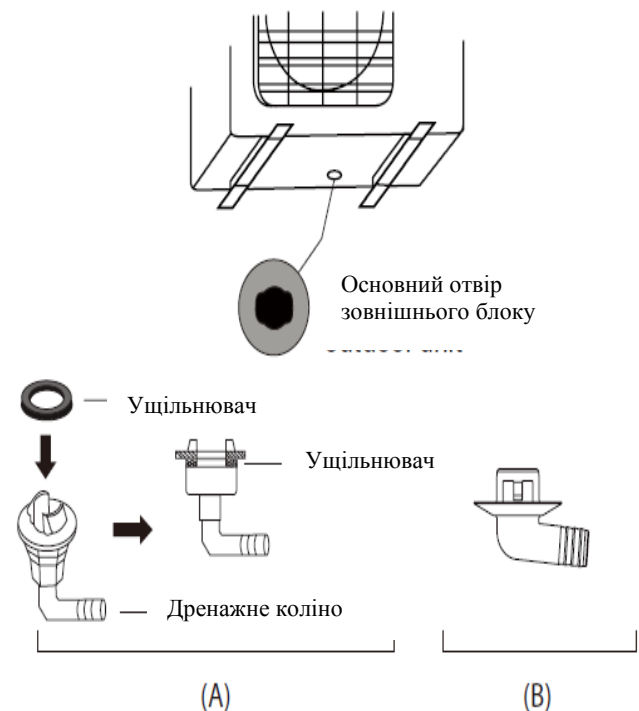 Основний отвір
зовнішнього блоку
Ущільнювач
Ущільнювач
Дренажне коліно
(A)
(B)